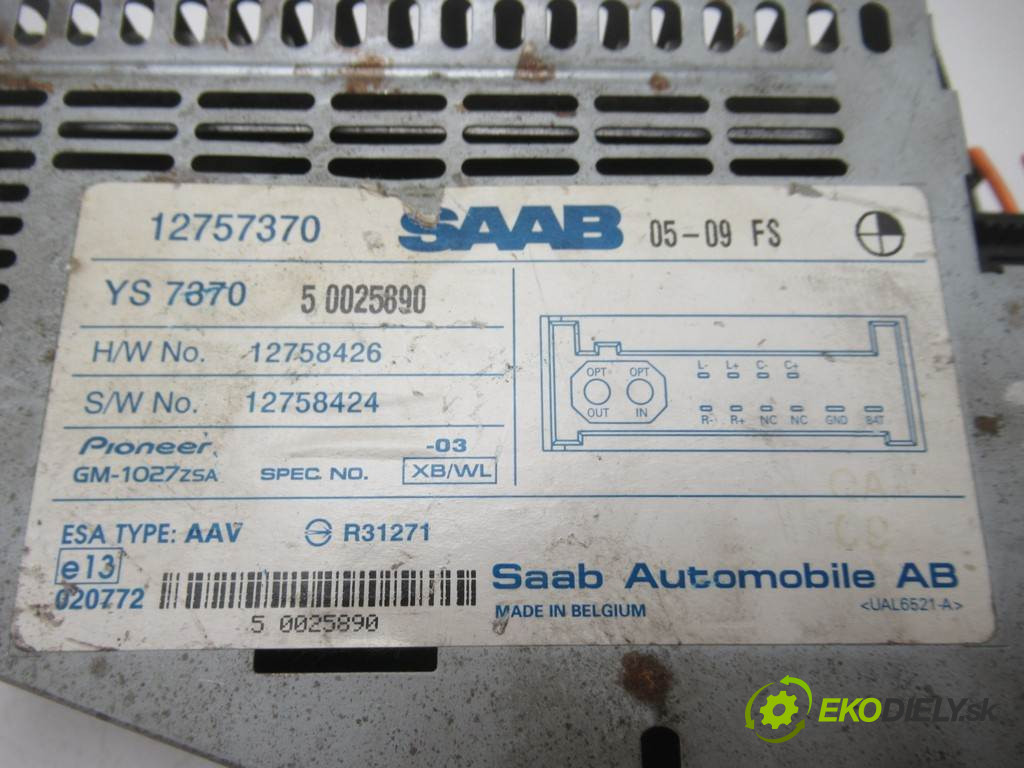 12757370 SAAB 05-09 FS
YS 7370 5 0025890
H/W No. 12758426
S/W No. 12758424
Pioneer -03
GM-1027ZSA SPEC. NO. XB/WL
L- L+ C- C+
OPT OPT
OUT IN
R- R+ NC NC GND BAT
ESA TYPE: AAV R31271
e13
020772
5 0025890
Saab Automobile AB
MADE IN BELGIUM <UAL6521-A>
EKODIELY.sk